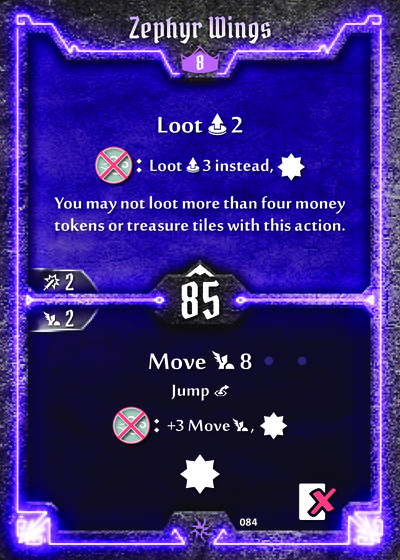 Zephyr Wings
8
Loot 2
: Loot 3 instead,
You may not loot more than four money
tokens or treasure tiles with this action.
2
85
2
Move 8
Jump
: +3 Move,
084